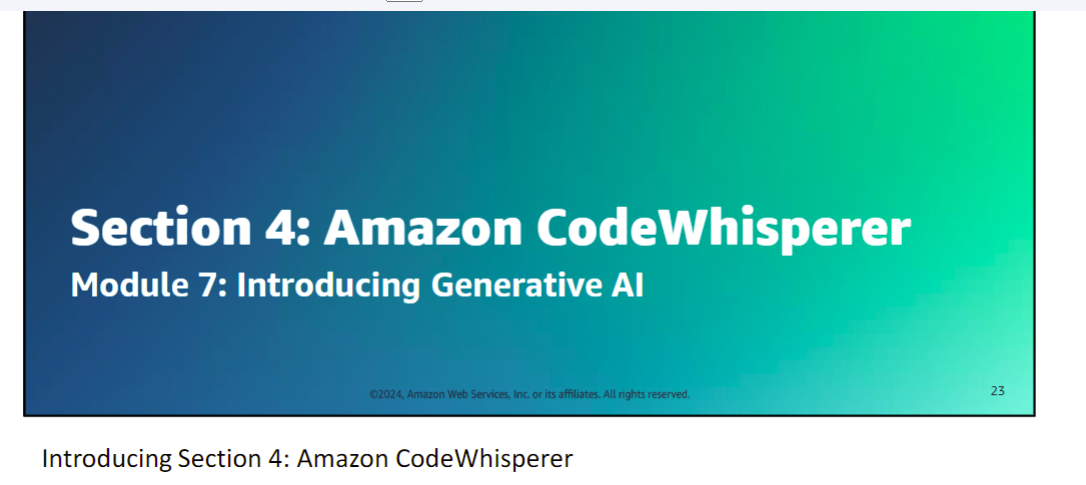 Section 4: Amazon CodeWhisperer
Module 7: Introducing Generative AI
©2024, Amazon Web Services, Inc. or its affiliates. All rights reserved.
23
Introducing Section 4: Amazon CodeWhisperer